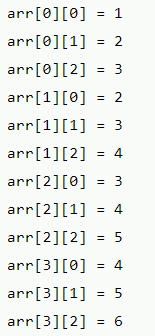 arr[0][0] = 1
arr[0][1] = 2
arr[0][2] = 3
arr[1][0] = 2
arr[1][1] = 3
arr[1][2] = 4
arr[2][0] = 3
arr[2][1] = 4
arr[2][2] = 5
arr[3][0] = 4
arr[3][1] = 5
arr[3][2] = 6